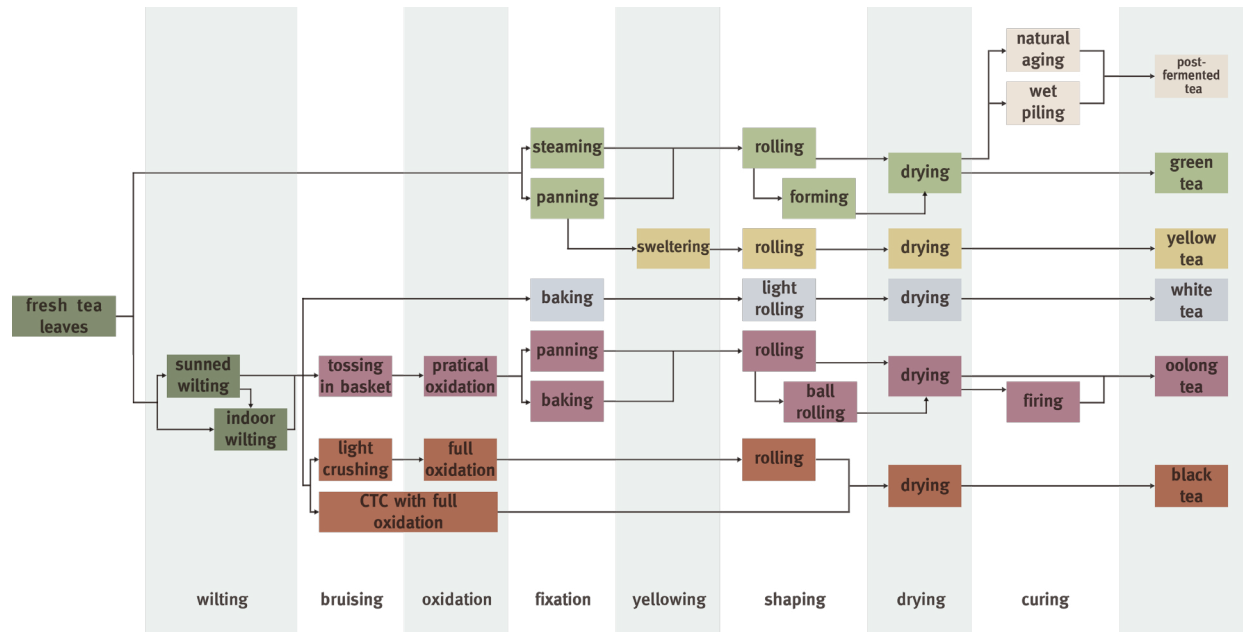 natural
aging
wet
piling
post-
fermented
tea
steaming
panning
rolling
forming
drying
green
tea
sweltering
rolling
drying
yellow
tea
fresh tea
leaves
baking
light
rolling
drying
white
tea
sunned
wilting
indoor
wilting
tossing
in basket
pratical
oxidation
panning
baking
rolling
ball
rolling
drying
firing
oolong
tea
light
crushing
full
oxidation
CTC with full
oxidation
rolling
drying
black
tea
wilting
bruising
oxidation
fixation
yellowing
shaping
drying
curing